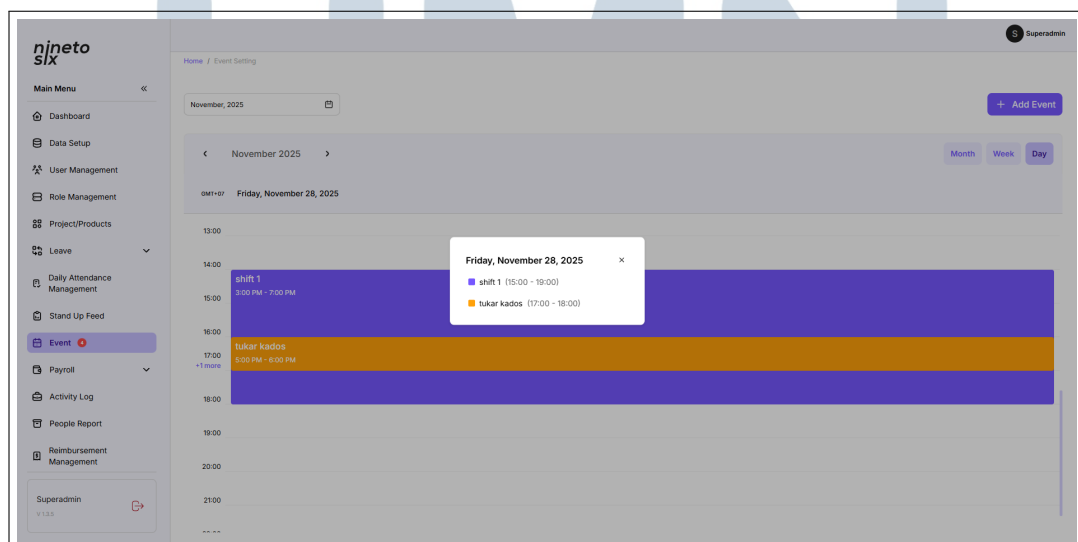 nineto
six
S Superadmin
Home / Event Setting
Main Menu «
November, 2025
+ Add Event
Dashboard
Data Setup
User Management
Role Management
Project/Products
Leave
Daily Attendance
Management
Stand Up Feed
Event 4
Payroll
Activity Log
People Report
Reimbursement
Management
Superadmin
‹ November 2025 ›
Month Week Day
GMT+07 Friday, November 28, 2025
13:00
14:00
shift 1
3:00 PM - 7:00 PM
15:00
16:00
tukar kados
5:00 PM - 6:00 PM
17:00
+1 more
18:00
19:00
20:00
21:00
Friday, November 28, 2025 ×
shift 1 (15:00 - 19:00)
tukar kados (17:00 - 18:00)